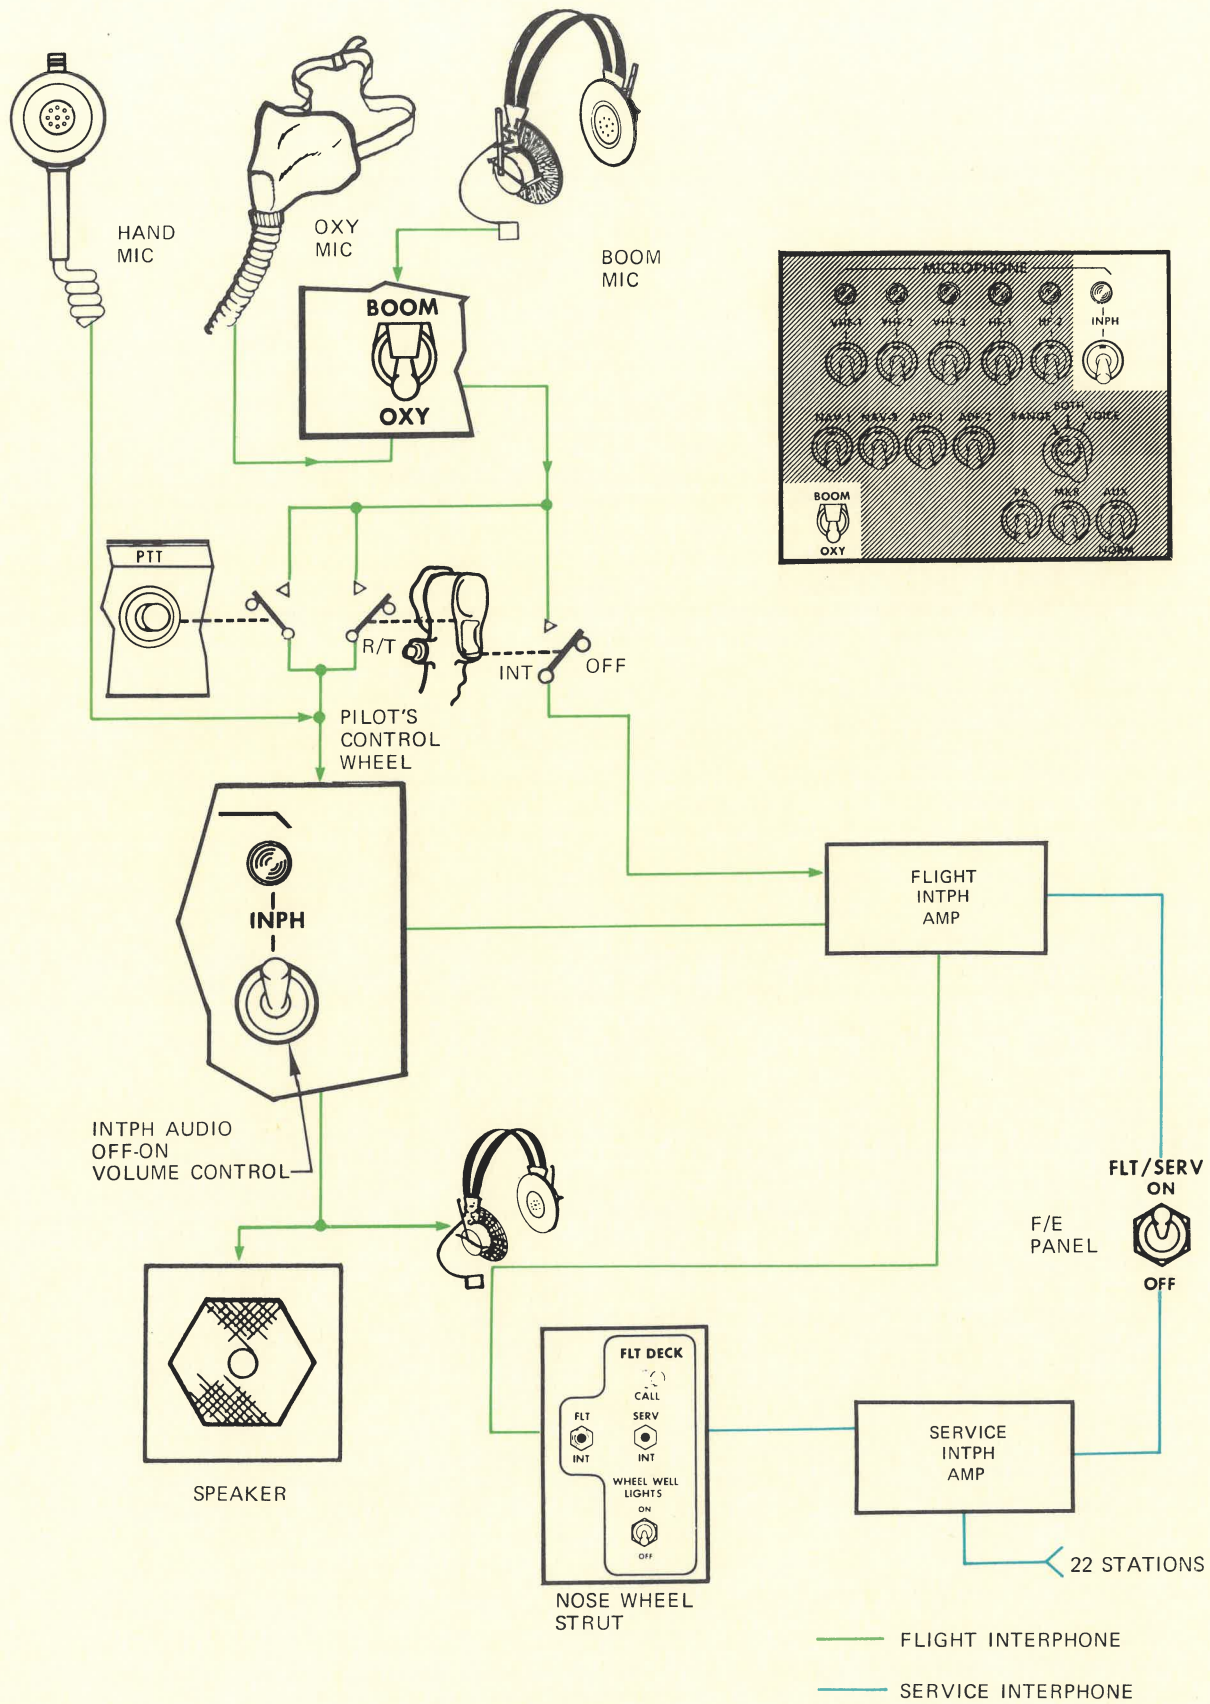 HAND
MIC
OXY
MIC
BOOM
MIC
BOOM
OXY
MICROPHONE
VHF-1 VHF-2 VHF-3 HF-1 HF-2 INPH
NAV-1 NAV-2 ADF-1 ADF-2 RANGE BOTH VOICE
BOOM
OXY
PA MKR AUX
NORM
PTT
R/T
INT OFF
PILOT'S
CONTROL
WHEEL
INPH
FLIGHT
INTPH
AMP
INTPH AUDIO
OFF-ON
VOLUME CONTROL
FLT/SERV
ON
F/E
PANEL
OFF
SPEAKER
FLT DECK
CALL
FLT SERV
INT INT
WHEEL WELL
LIGHTS
ON
OFF
NOSE WHEEL
STRUT
SERVICE
INTPH
AMP
22 STATIONS
FLIGHT INTERPHONE
SERVICE INTERPHONE